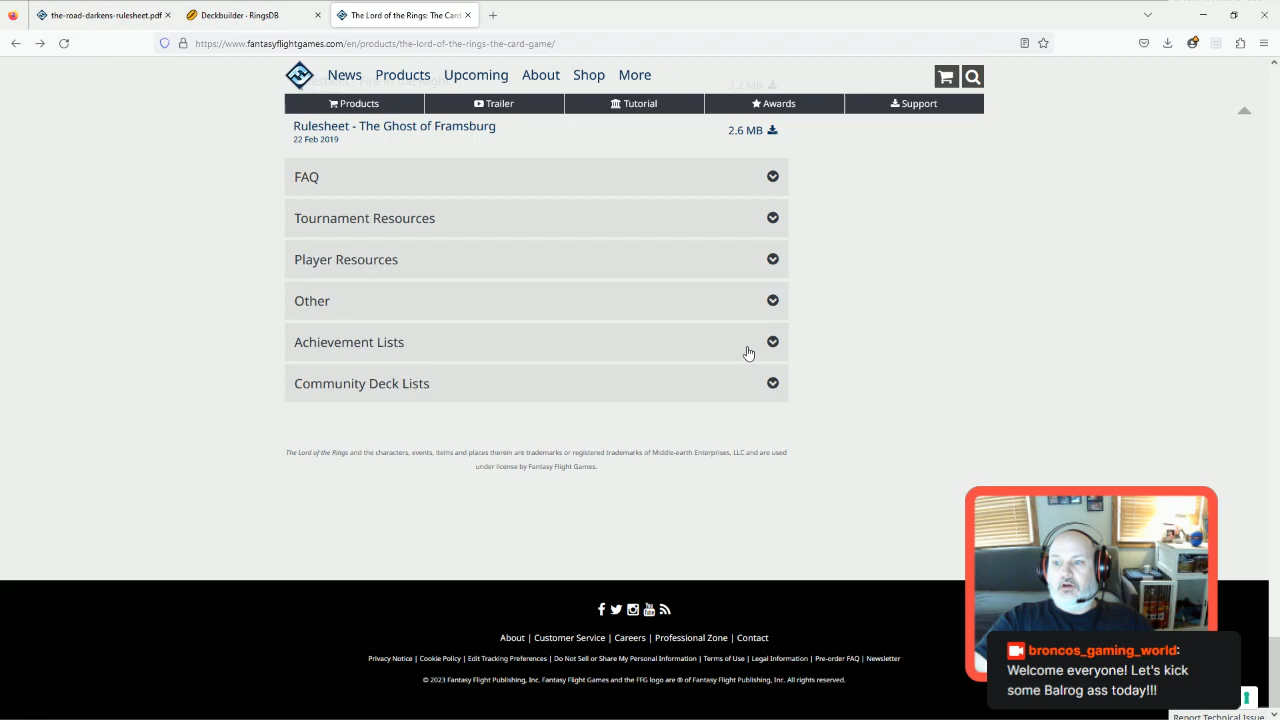 the-road-darkens-rulesheet.pdf
Deckbuilder · RingsDB
The Lord of the Rings: The Card
https://www.fantasyflightgames.com/en/products/the-lord-of-the-rings-the-card-game/
News Products Upcoming About Shop More
3.2 MB
Products Trailer Tutorial Awards Support
Rulesheet - The Ghost of Framsburg
2.6 MB
22 Feb 2019
FAQ
Tournament Resources
Player Resources
Other
Achievement Lists
Community Deck Lists
The Lord of the Rings and the characters, events, items and places therein are trademarks or registered trademarks of Middle-earth Enterprises, LLC and are used
under license by Fantasy Flight Games.
About | Customer Service | Careers | Professional Zone | Contact
Privacy Notice | Cookie Policy | Edit Tracking Preferences | Do Not Sell or Share My Personal Information | Terms of Use | Legal Information | Pre-order FAQ | Newsletter
© 2023 Fantasy Flight Publishing, Inc. Fantasy Flight Games and the FFG logo are ® of Fantasy Flight Publishing, Inc. All rights reserved.
broncos_gaming_world:
Welcome everyone! Let's kick
some Balrog ass today!!!
Report Technical Issue